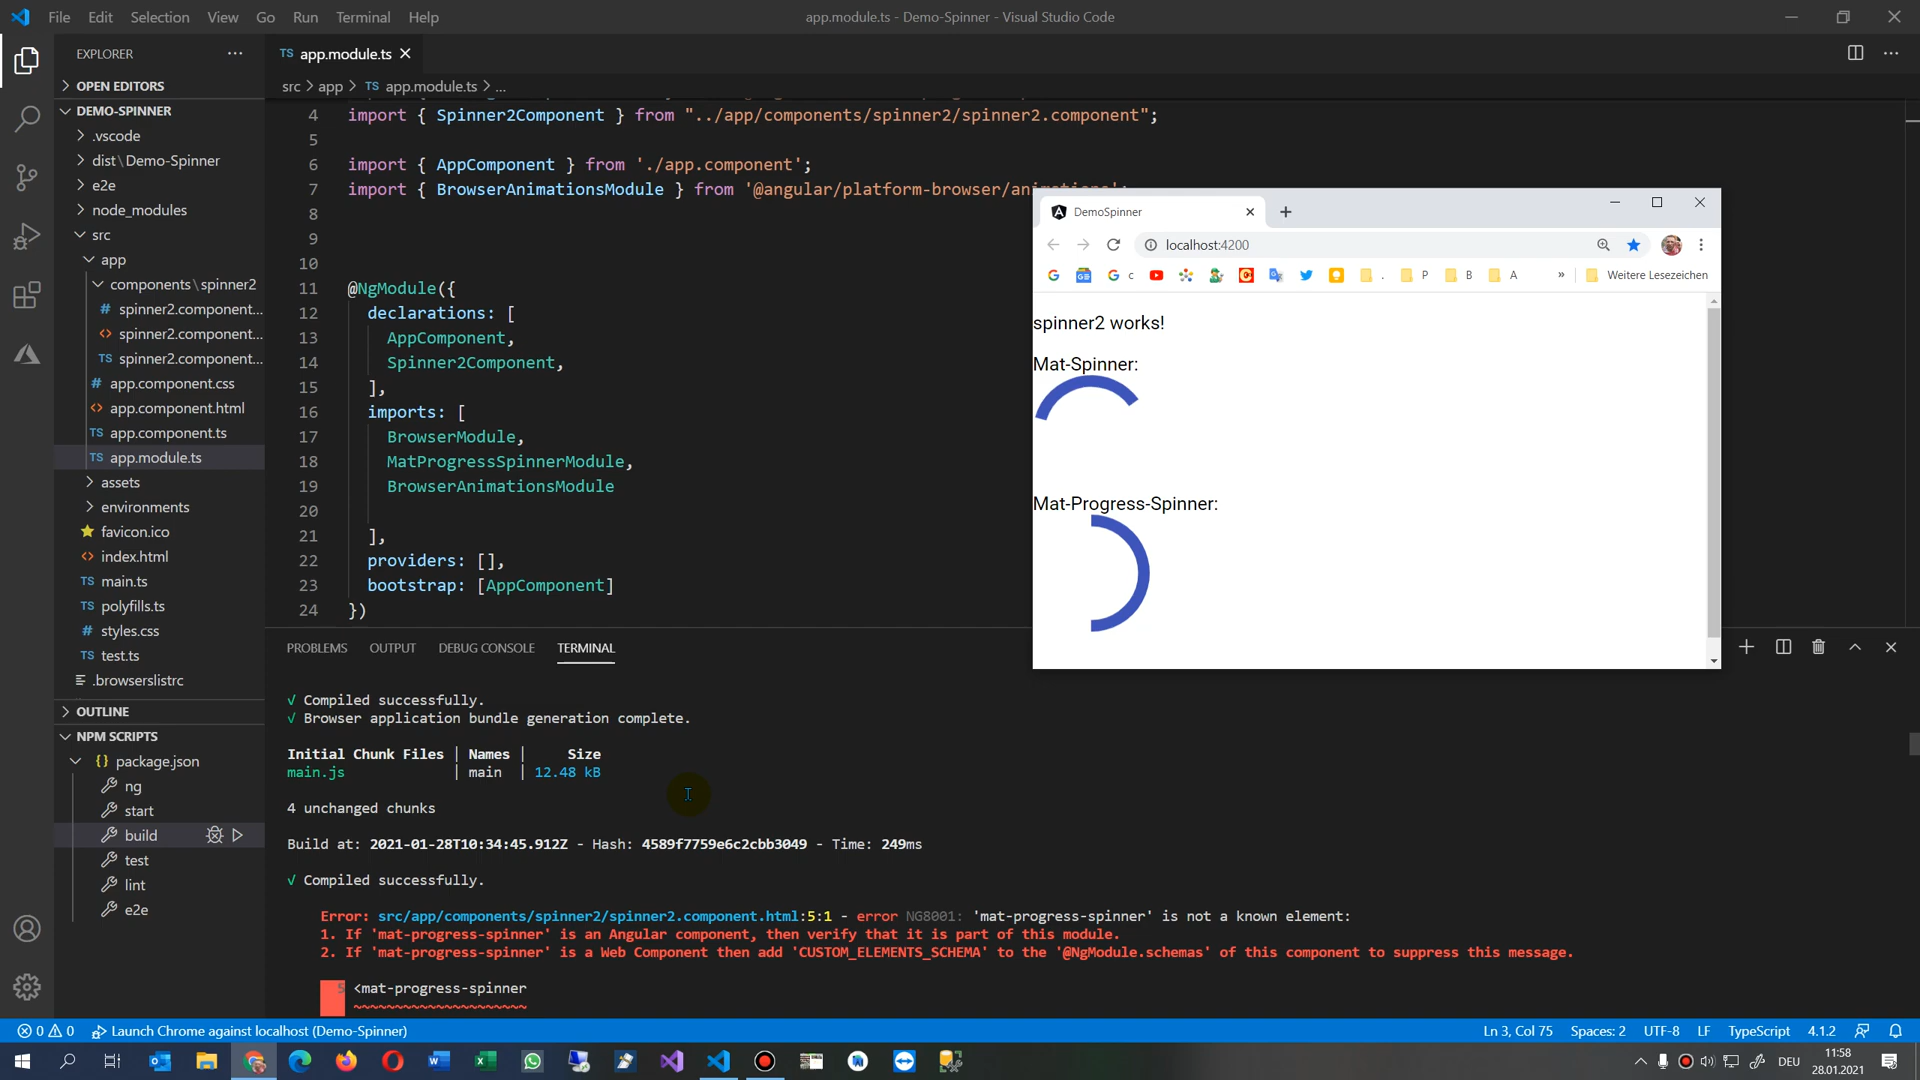 File Edit Selection View Go Run Terminal Help
app.module.ts - Demo-Spinner - Visual Studio Code
EXPLORER
OPEN EDITORS
DEMO-SPINNER
.vscode
dist\Demo-Spinner
e2e
node_modules
src
app
components\spinner2
# spinner2.component...
<> spinner2.component...
TS spinner2.component...
# app.component.css
<> app.component.html
TS app.component.ts
TS app.module.ts
assets
environments
favicon.ico
<> index.html
TS main.ts
TS polyfills.ts
# styles.css
TS test.ts
.browserslistrc
OUTLINE
NPM SCRIPTS
{} package.json
ng
start
build
test
lint
e2e
TS app.module.ts
src > app > TS app.module.ts > ...
4 import { Spinner2Component } from "../app/components/spinner2/spinner2.component";
5
6 import { AppComponent } from './app.component';
7 import { BrowserAnimationsModule } from '@angular/platform-browser/animations';
8
9
10
11 @NgModule({
12 declarations: [
13 AppComponent,
14 Spinner2Component,
15 ],
16 imports: [
17 BrowserModule,
18 MatProgressSpinnerModule,
19 BrowserAnimationsModule
20
21 ],
22 providers: [],
23 bootstrap: [AppComponent]
24 })
DemoSpinner
localhost:4200
c . P B A » Weitere Lesezeichen
spinner2 works!
Mat-Spinner:
Mat-Progress-Spinner:
PROBLEMS OUTPUT DEBUG CONSOLE TERMINAL
√ Compiled successfully.
√ Browser application bundle generation complete.
Initial Chunk Files | Names | Size
main.js | main | 12.48 kB
4 unchanged chunks
Build at: 2021-01-28T10:34:45.912Z - Hash: 4589f7759e6c2cbb3049 - Time: 249ms
√ Compiled successfully.
Error: src/app/components/spinner2/spinner2.component.html:5:1 - error NG8001: 'mat-progress-spinner' is not a known element:
1. If 'mat-progress-spinner' is an Angular component, then verify that it is part of this module.
2. If 'mat-progress-spinner' is a Web Component then add 'CUSTOM_ELEMENTS_SCHEMA' to the '@NgModule.schemas' of this component to suppress this message.
5 <mat-progress-spinner
~~~~~~~~~~~~~~~~~~~~~
0 0 Launch Chrome against localhost (Demo-Spinner)
Ln 3, Col 75 Spaces: 2 UTF-8 LF TypeScript 4.1.2
DEU
11:58
28.01.2021